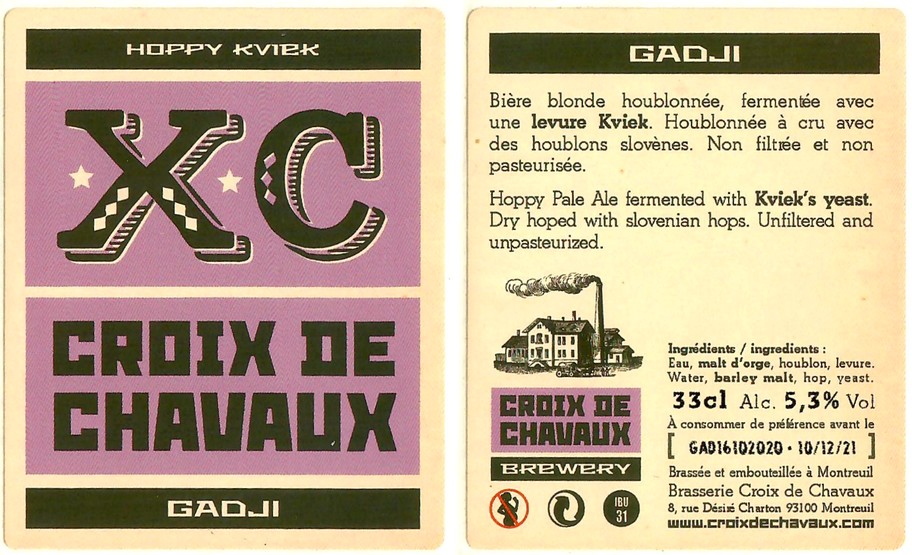 HOPPY KVIEK
XC
CROIX DE
CHAVAUX
GADJI
GADJI
Bière blonde houblonnée, fermentée avec
une levure Kviek. Houblonnée à cru avec
des houblons slovènes. Non filtrée et non
pasteurisée.
Hoppy Pale Ale fermented with Kviek's yeast.
Dry hoped with slovenian hops. Unfiltered and
unpasteurized.
Ingrédients / ingredients :
Eau, malt d'orge, houblon, levure.
Water, barley malt, hop, yeast.
33cl Alc. 5,3% Vol
À consommer de préférence avant le
[ GAD16102020 · 10/12/21 ]
Brassée et embouteillée à Montreuil
Brasserie Croix de Chavaux
8, rue Désiré Charton 93100 Montreuil
www.croixdechavaux.com
CROIX DE
CHAVAUX
BREWERY
IBU
31